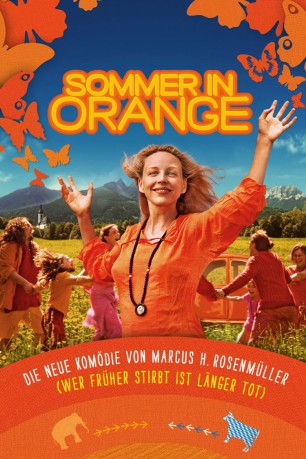 SOMMER IN
ORANGE
DIE NEUE KOMÖDIE VON MARCUS H. ROSENMÜLLER
(WER FRÜHER STIRBT IST LÄNGER TOT)